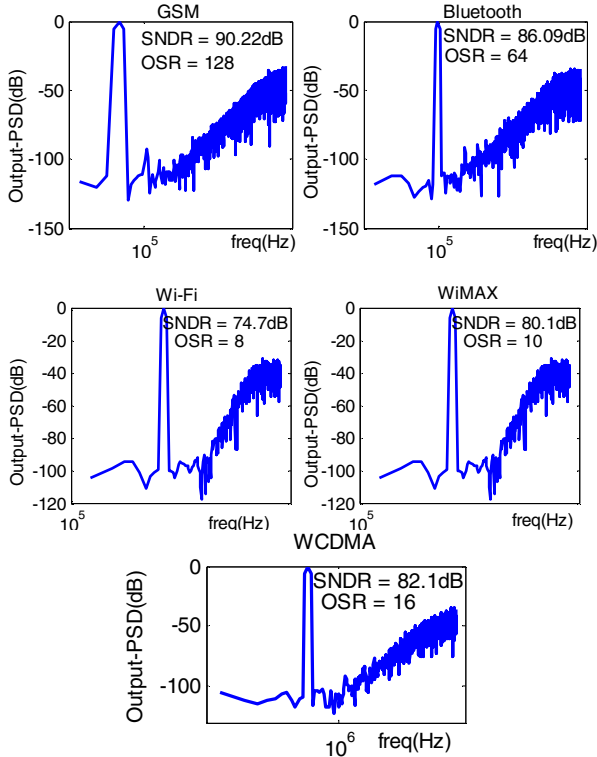 GSM
Output-PSD(dB)
0
-50
-100
-150
SNDR = 90.22dB
OSR = 128
10^5
freq(Hz)
Bluetooth
Output-PSD(dB)
0
-50
-100
-150
SNDR = 86.09dB
OSR = 64
10^5
freq(Hz)
Wi-Fi
Output-PSD(dB)
0
-20
-40
-60
-80
-100
-120
SNDR = 74.7dB
OSR = 8
10^5
freq(Hz)
WiMAX
Output-PSD(dB)
0
-20
-40
-60
-80
-100
-120
SNDR = 80.1dB
OSR = 10
10^5
freq(Hz)
WCDMA
Output-PSD(dB)
0
-50
-100
SNDR = 82.1dB
OSR = 16
10^6
freq(Hz)